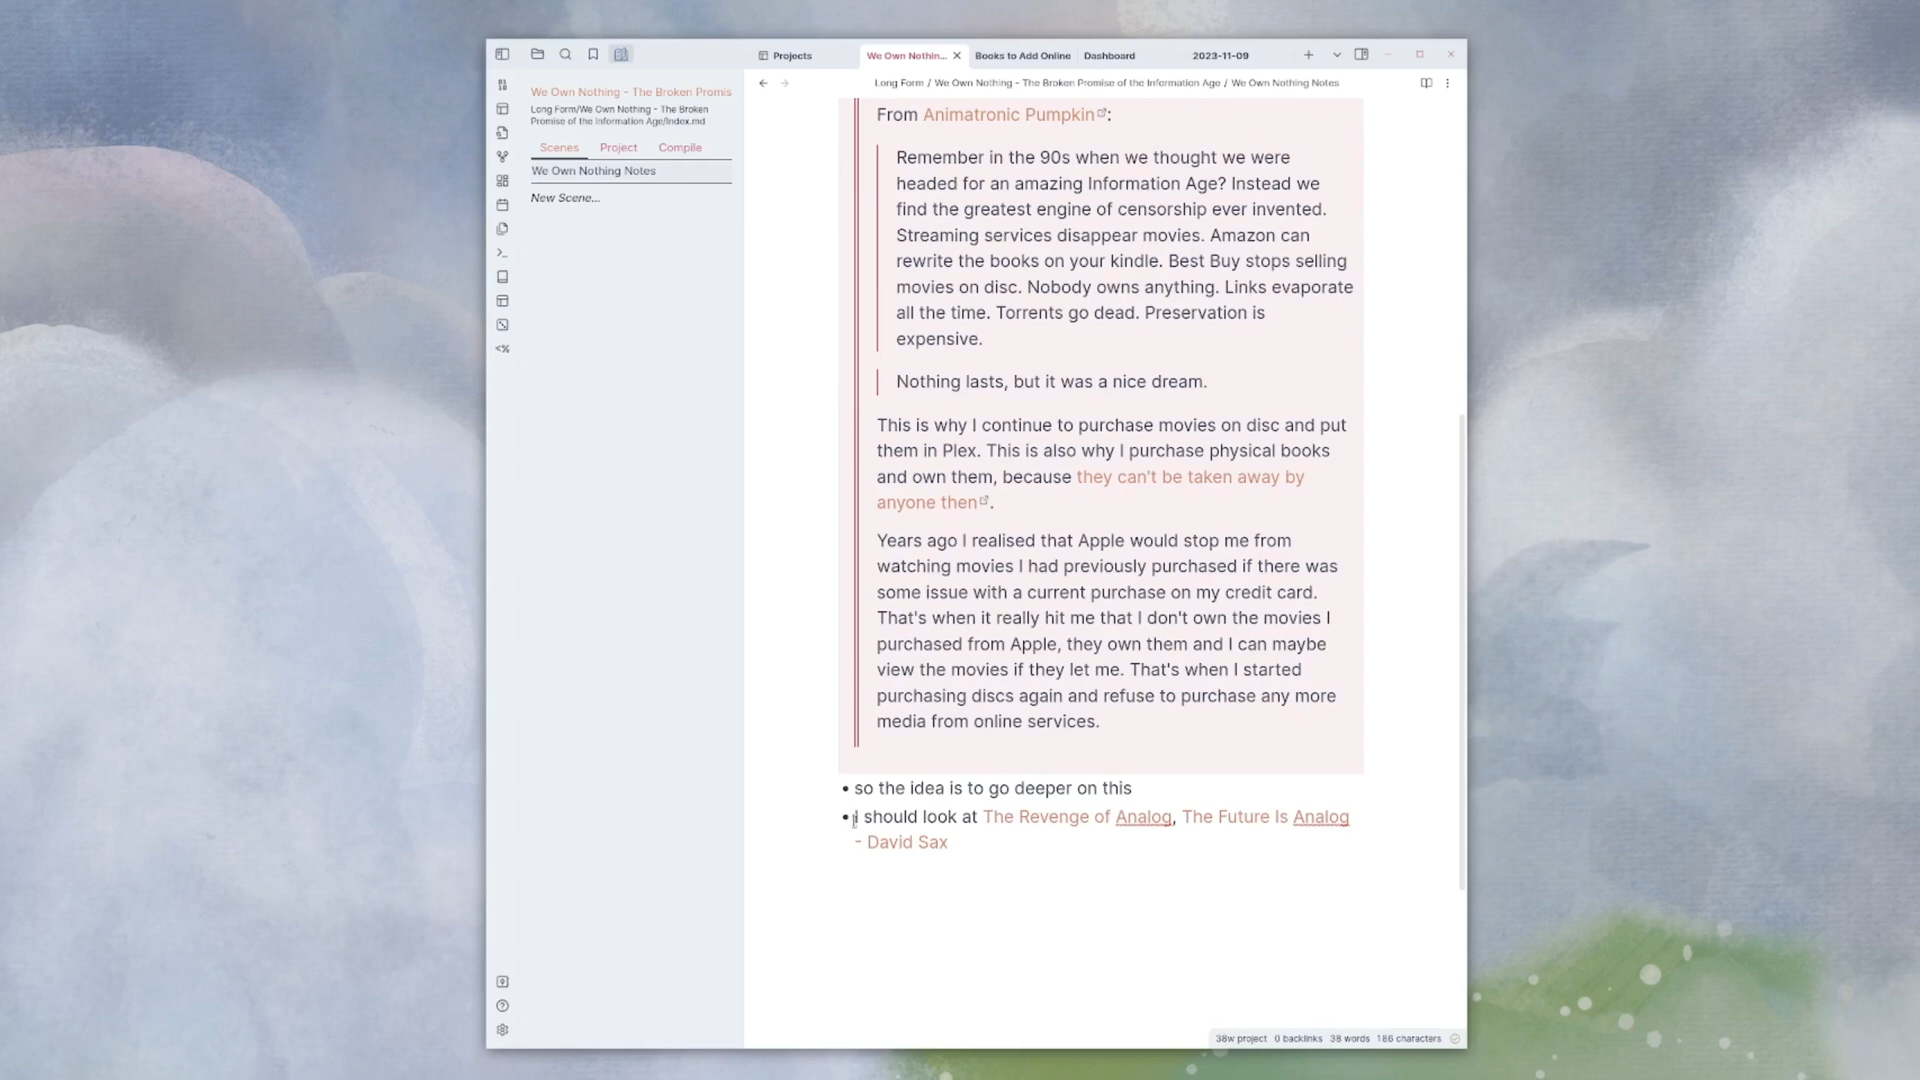 Projects
We Own Nothin...
Books to Add Online
Dashboard
2023-11-09
Long Form / We Own Nothing - The Broken Promise of the Information Age / We Own Nothing Notes
We Own Nothing - The Broken Promis
Long Form/We Own Nothing - The Broken
Promise of the Information Age/Index.md
Scenes
Project
Compile
We Own Nothing Notes
New Scene...
From Animatronic Pumpkin:
Remember in the 90s when we thought we were
headed for an amazing Information Age? Instead we
find the greatest engine of censorship ever invented.
Streaming services disappear movies. Amazon can
rewrite the books on your kindle. Best Buy stops selling
movies on disc. Nobody owns anything. Links evaporate
all the time. Torrents go dead. Preservation is
expensive.
Nothing lasts, but it was a nice dream.
This is why I continue to purchase movies on disc and put
them in Plex. This is also why I purchase physical books
and own them, because they can't be taken away by
anyone then.
Years ago I realised that Apple would stop me from
watching movies I had previously purchased if there was
some issue with a current purchase on my credit card.
That's when it really hit me that I don't own the movies I
purchased from Apple, they own them and I can maybe
view the movies if they let me. That's when I started
purchasing discs again and refuse to purchase any more
media from online services.
• so the idea is to go deeper on this
• I should look at The Revenge of Analog, The Future Is Analog
- David Sax
38w project 0 backlinks 38 words 186 characters